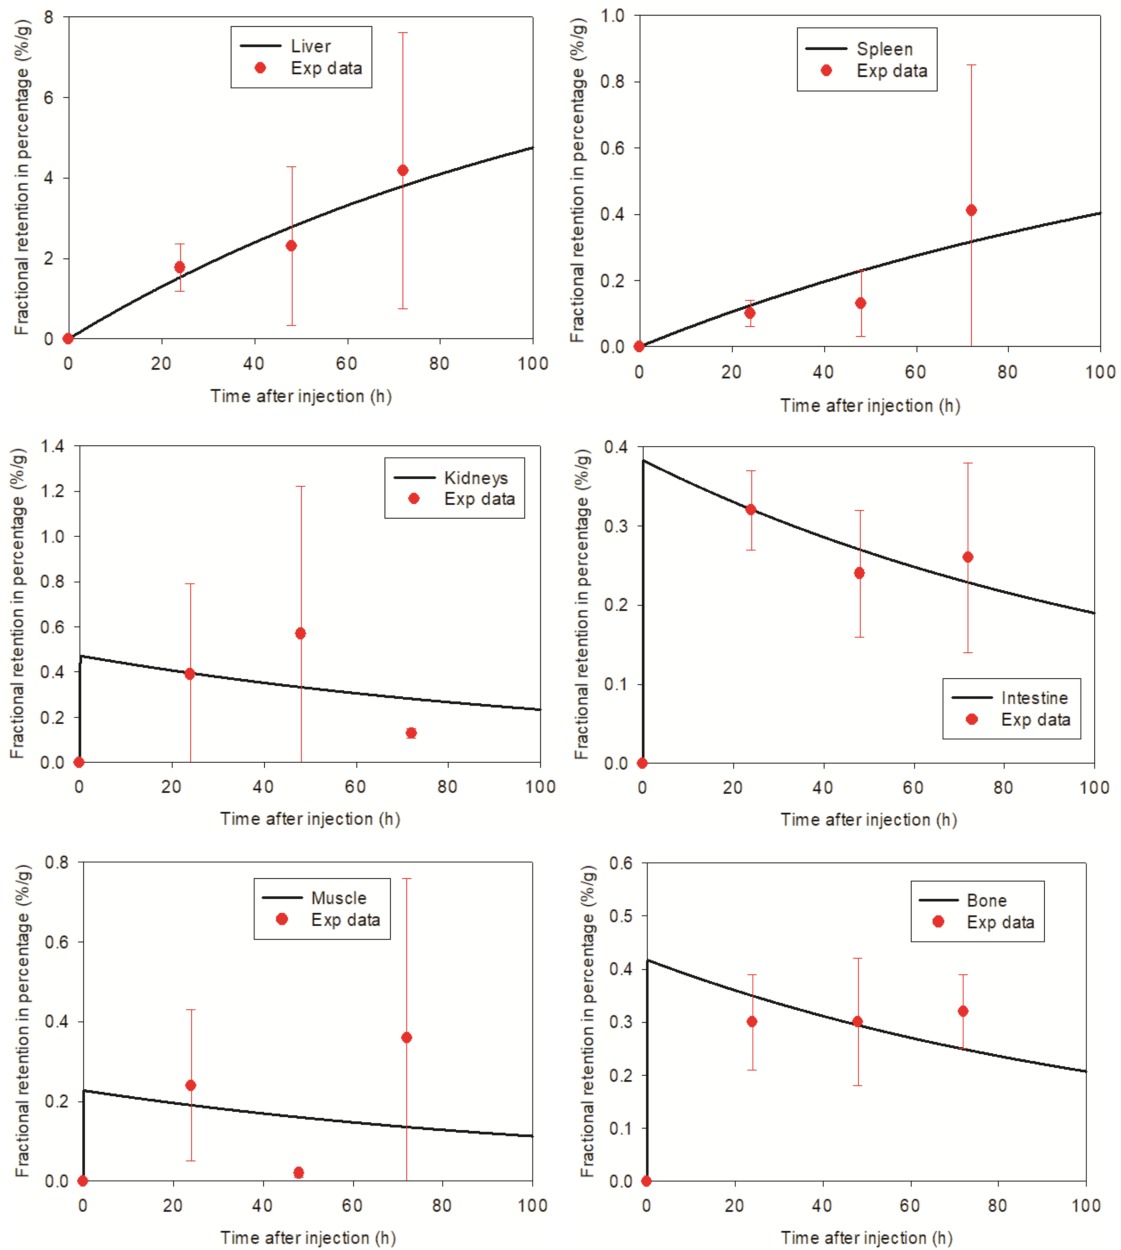 Fractional retention in percentage (%/g)
8
6
4
2
0
Liver
Exp data
0 20 40 60 80 100
Time after injection (h)
Fractional retention in percentage (%/g)
1.0
0.8
0.6
0.4
0.2
0.0
Spleen
Exp data
0 20 40 60 80 100
Time after injection (h)
Fractional retention in percentage (%/g)
1.4
1.2
1.0
0.8
0.6
0.4
0.2
0.0
Kidneys
Exp data
0 20 40 60 80 100
Time after injection (h)
Fractional retention in percentage (%/g)
0.4
0.3
0.2
0.1
0.0
Intestine
Exp data
0 20 40 60 80 100
Time after injection (h)
Fractional retention in percentage (%/g)
0.8
0.6
0.4
0.2
0.0
Muscle
Exp data
0 20 40 60 80 100
Time after injection (h)
Fractional retention in percentage (%/g)
0.6
0.5
0.4
0.3
0.2
0.1
0.0
Bone
Exp data
0 20 40 60 80 100
Time after injection (h)